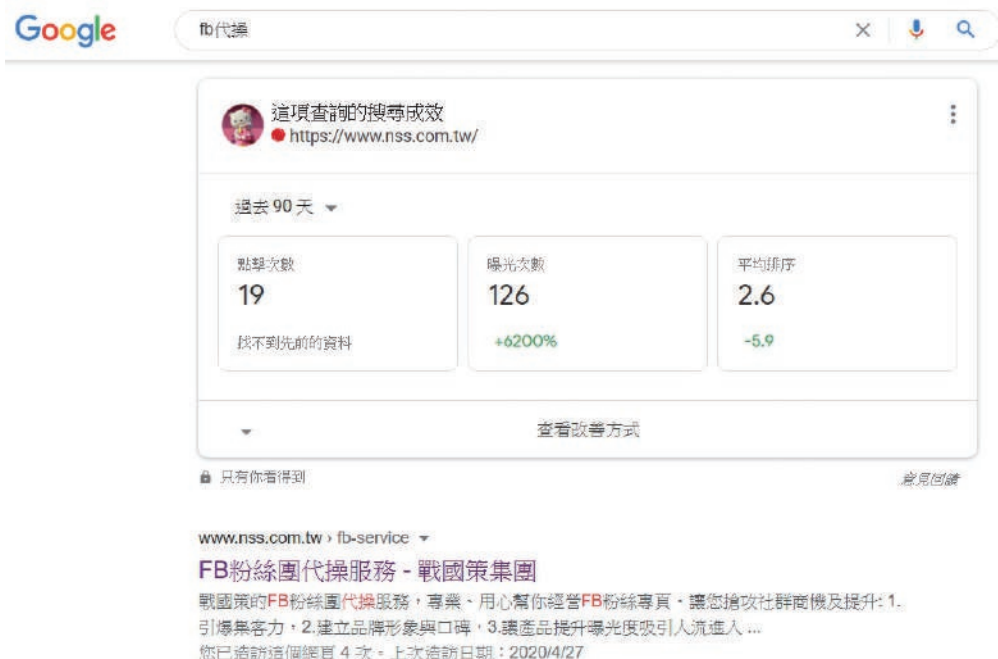 Google
fb代操
這項查詢的搜尋成效
https://www.nss.com.tw/
過去 90 天
點擊次數
19
找不到先前的資料
曝光次數
126
+6200%
平均排序
2.6
-5.9
查看改善方式
只有你看得到
意見回饋
www.nss.com.tw › fb-service
FB粉絲團代操服務 - 戰國策集團
戰國策的FB粉絲團代操服務，專業、用心幫你經營FB粉絲專頁。讓您搶攻社群商機及提升: 1.
引爆集客力，2.建立品牌形象與口碑，3.讓產品提升曝光度吸引人流進入 ...
您已造訪這個網頁 4 次。上次造訪日期：2020/4/27